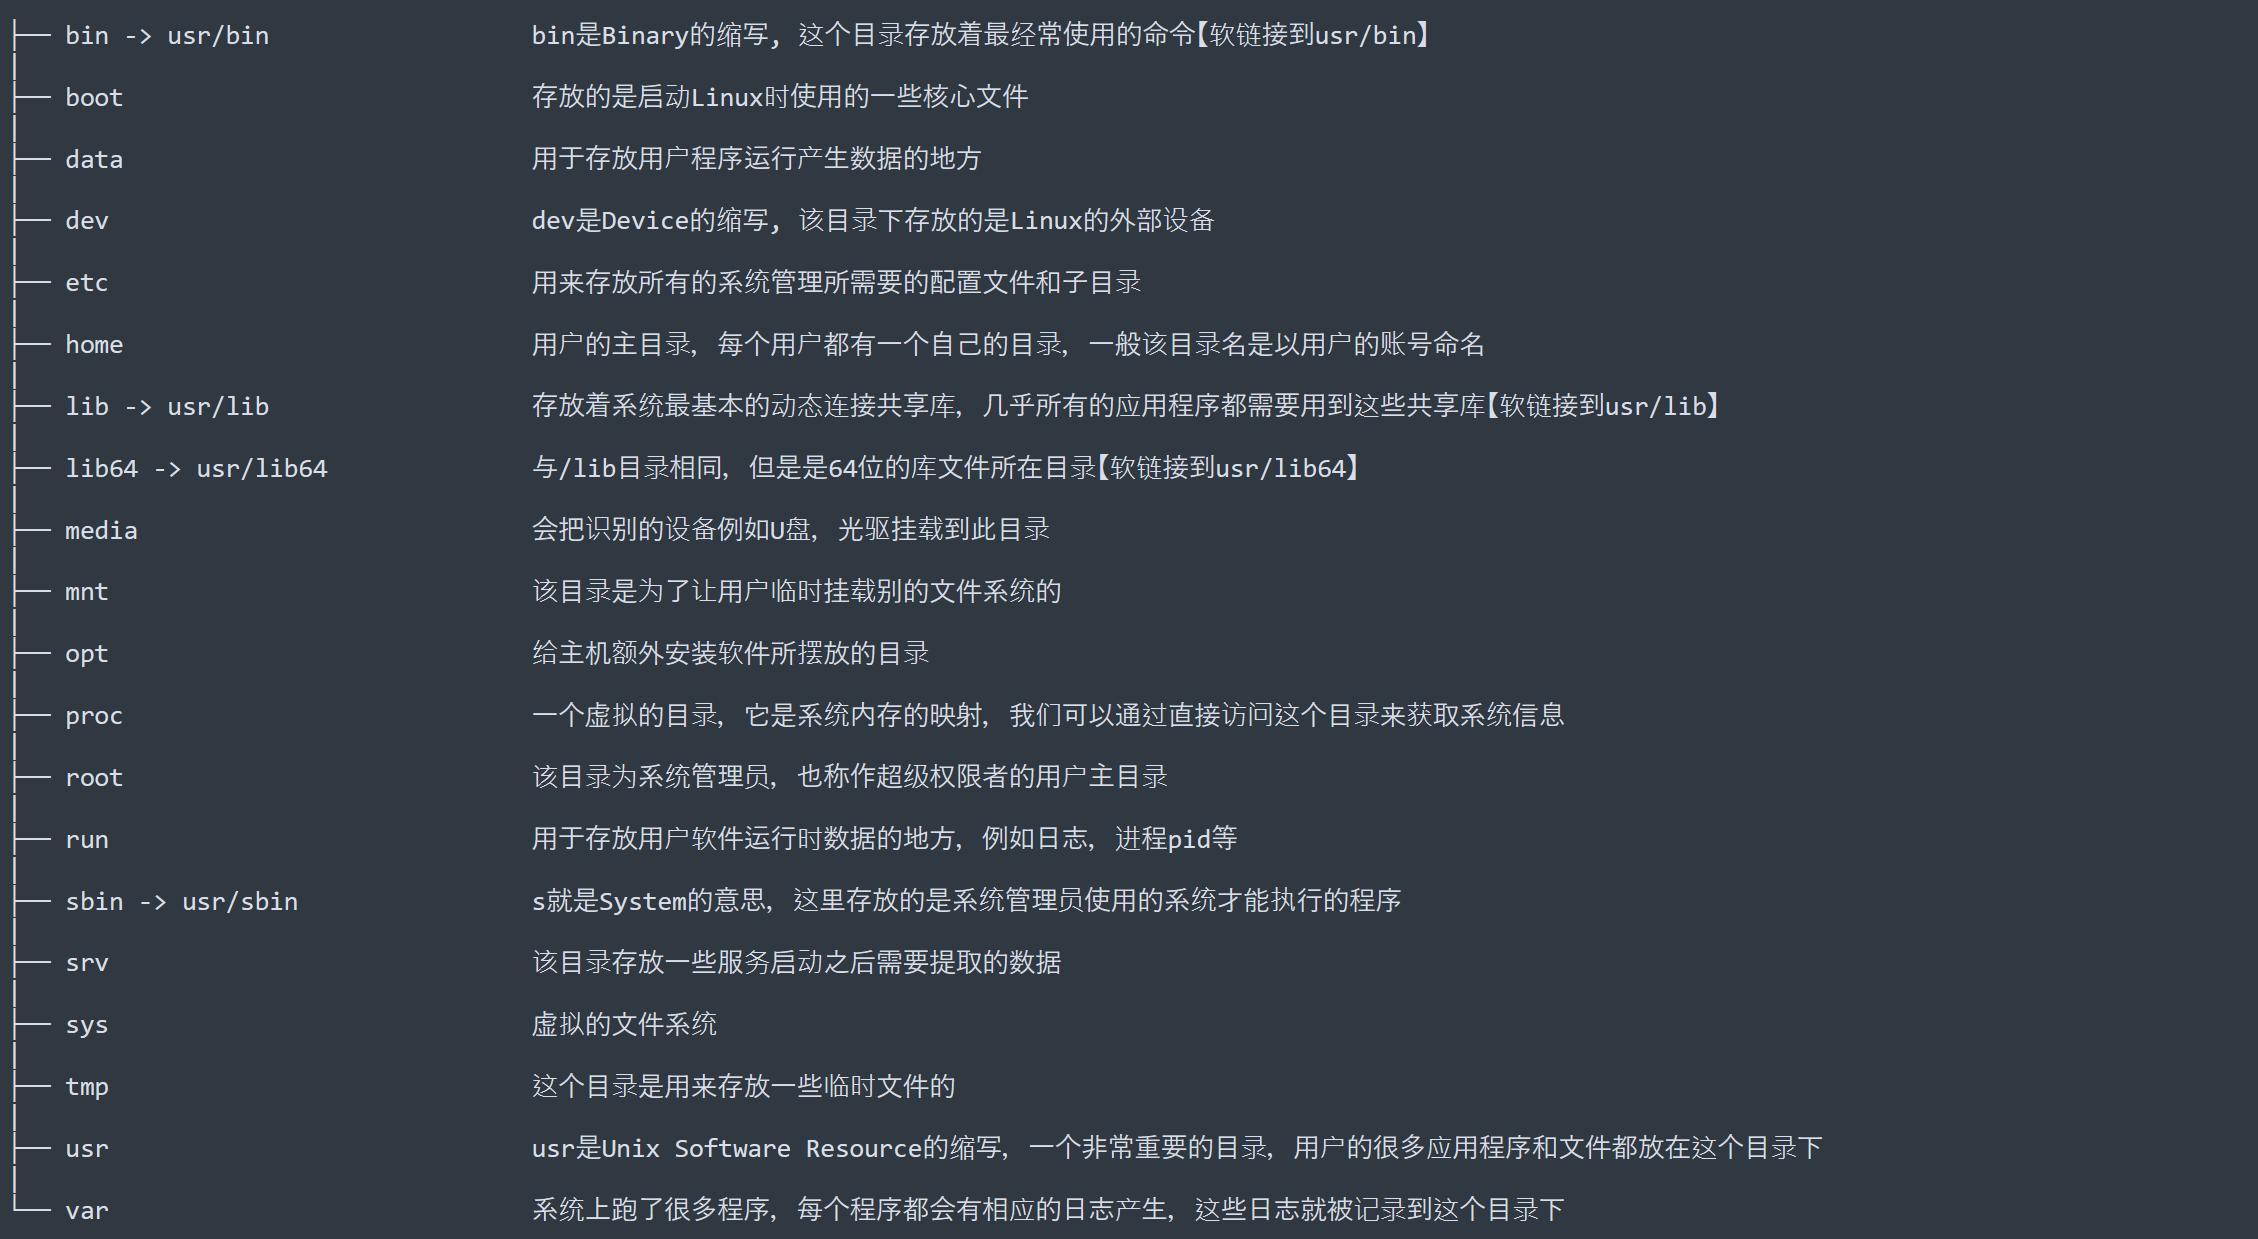 ├── bin -> usr/bin bin是Binary的缩写, 这个目录存放着最经常使用的命令【软链接到usr/bin】
│
├── boot 存放的是启动Linux时使用的一些核心文件
│
├── data 用于存放用户程序运行产生数据的地方
│
├── dev dev是Device的缩写, 该目录下存放的是Linux的外部设备
│
├── etc 用来存放所有的系统管理所需要的配置文件和子目录
│
├── home 用户的主目录，每个用户都有一个自己的目录，一般该目录名是以用户的账号命名
│
├── lib -> usr/lib 存放着系统最基本的动态连接共享库，几乎所有的应用程序都需要用到这些共享库【软链接到usr/lib】
│
├── lib64 -> usr/lib64 与/lib目录相同，但是是64位的库文件所在目录【软链接到usr/lib64】
│
├── media 会把识别的设备例如U盘，光驱挂载到此目录
│
├── mnt 该目录是为了让用户临时挂载别的文件系统的
│
├── opt 给主机额外安装软件所摆放的目录
│
├── proc 一个虚拟的目录，它是系统内存的映射，我们可以通过直接访问这个目录来获取系统信息
│
├── root 该目录为系统管理员，也称作超级权限者的用户主目录
│
├── run 用于存放用户软件运行时数据的地方，例如日志，进程pid等
│
├── sbin -> usr/sbin s就是System的意思，这里存放的是系统管理员使用的系统才能执行的程序
│
├── srv 该目录存放一些服务启动之后需要提取的数据
│
├── sys 虚拟的文件系统
│
├── tmp 这个目录是用来存放一些临时文件的
│
├── usr usr是Unix Software Resource的缩写，一个非常重要的目录，用户的很多应用程序和文件都放在这个目录下
│
└── var 系统上跑了很多程序，每个程序都会有相应的日志产生，这些日志就被记录到这个目录下